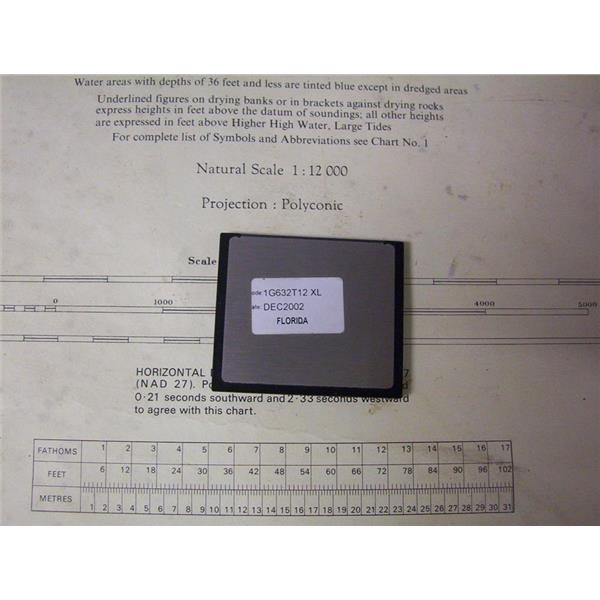 Water areas with depths of 36 feet and less are tinted blue except in dredged areas
Underlined figures on drying banks or in brackets against drying rocks
express heights in feet above the datum of soundings; all other heights
are expressed in feet above Higher High Water, Large Tides
For complete list of Symbols and Abbreviations see Chart No. 1
Natural Scale 1 : 12 000
Projection : Polyconic
Scale
0 1000 4000 5000
ode: 1G632T12 XL
ate: DEC2002
FLORIDA
HORIZONTAL 7
(NAD 27). d
0·21 seconds southward and 2·33 seconds westward
to agree with this chart.
FATHOMS 1 2 3 4 5 6 7 8 9 10 11 12 13 14 15 16 17
FEET 6 12 18 24 30 36 42 48 54 60 66 72 78 84 90 96 102
METRES 1 2 3 4 5 6 7 8 9 10 11 12 13 14 15 16 17 18 19 20 21 22 23 24 25 26 27 28 29 30 31